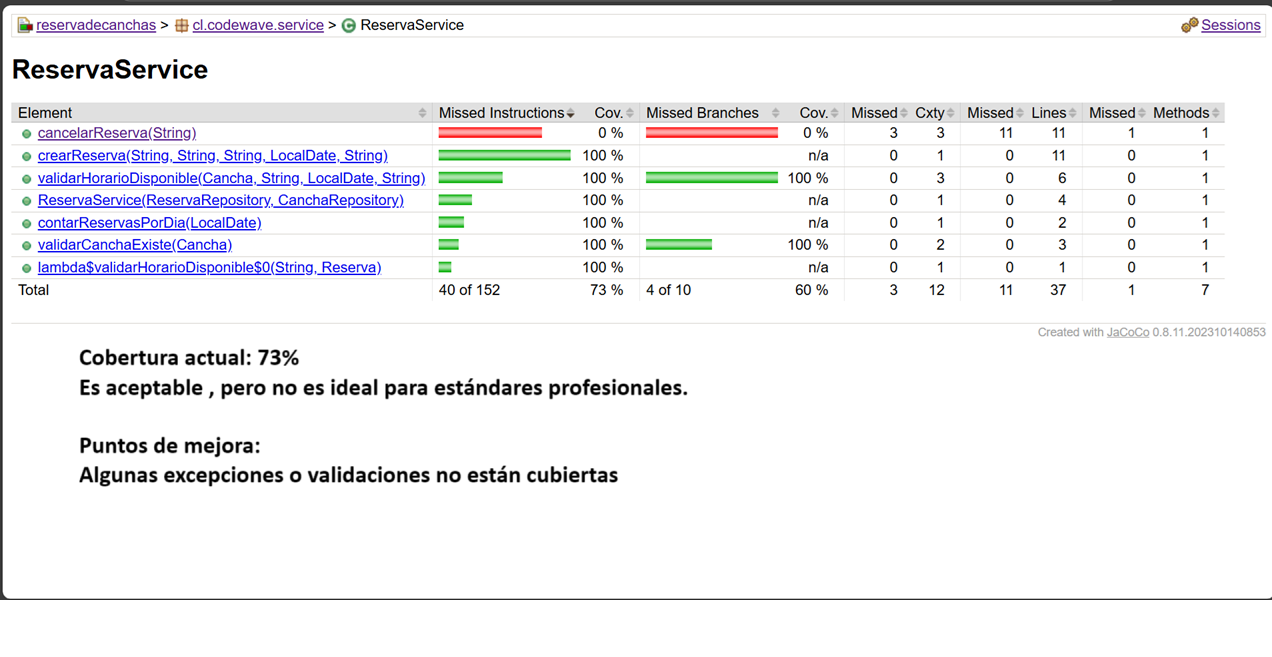 reservadecanchas > cl.codewave.service > ReservaService Sessions
ReservaService
Element Missed Instructions Cov. Missed Branches Cov. Missed Cxty Missed Lines Missed Methods
cancelarReserva(String) 0 % 0 % 3 3 11 11 1 1
crearReserva(String, String, String, LocalDate, String) 100 % n/a 0 1 0 11 0 1
validarHorarioDisponible(Cancha, String, LocalDate, String) 100 % 100 % 0 3 0 6 0 1
ReservaService(ReservaRepository, CanchaRepository) 100 % n/a 0 1 0 4 0 1
contarReservasPorDia(LocalDate) 100 % n/a 0 1 0 2 0 1
validarCanchaExiste(Cancha) 100 % 100 % 0 2 0 3 0 1
lambda$validarHorarioDisponible$0(String, Reserva) 100 % n/a 0 1 0 1 0 1
Total 40 of 152 73 % 4 of 10 60 % 3 12 11 37 1 7
Created with JaCoCo 0.8.11.202310140853
Cobertura actual: 73%
Es aceptable , pero no es ideal para estándares profesionales.
Puntos de mejora:
Algunas excepciones o validaciones no están cubiertas